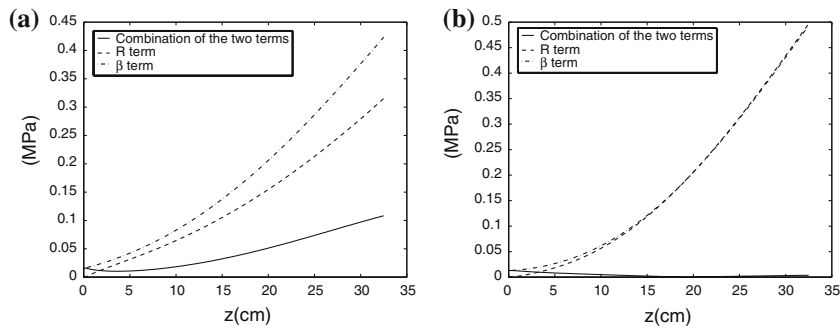 (a)
0.45
0.4
0.35
0.3
0.25
0.2
0.15
0.1
0.05
0
(MPa)
Combination of the two terms
R term
β term
0 5 10 15 20 25 30 35
z(cm)
(b)
0.5
0.45
0.4
0.35
0.3
0.25
0.2
0.15
0.1
0.05
0
(MPa)
Combination of the two terms
R term
β term
0 5 10 15 20 25 30 35
z(cm)